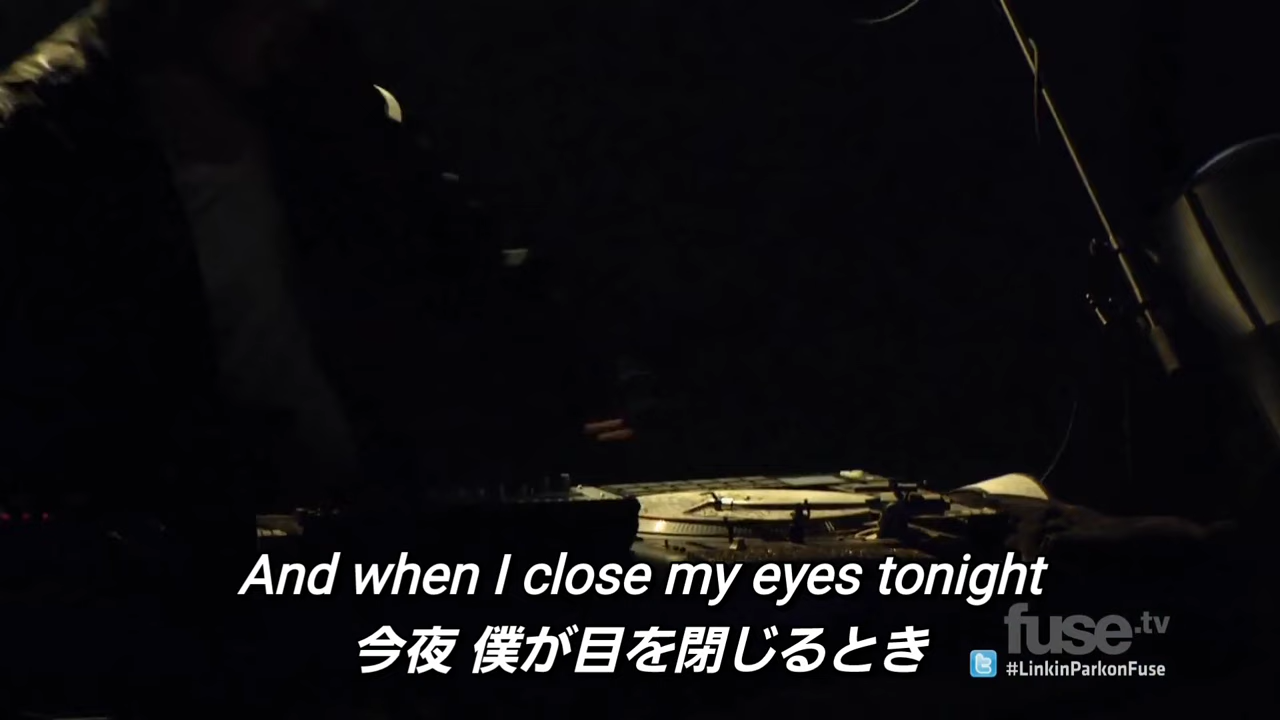 And when I close my eyes tonight
今夜 僕が目を閉じるとき
fuse.tv
#LinkinParkonFuse